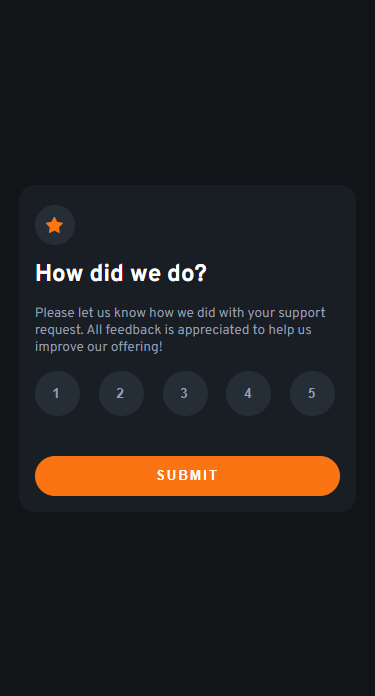 How did we do?
Please let us know how we did with your support
request. All feedback is appreciated to help us
improve our offering!
1 2 3 4 5
SUBMIT